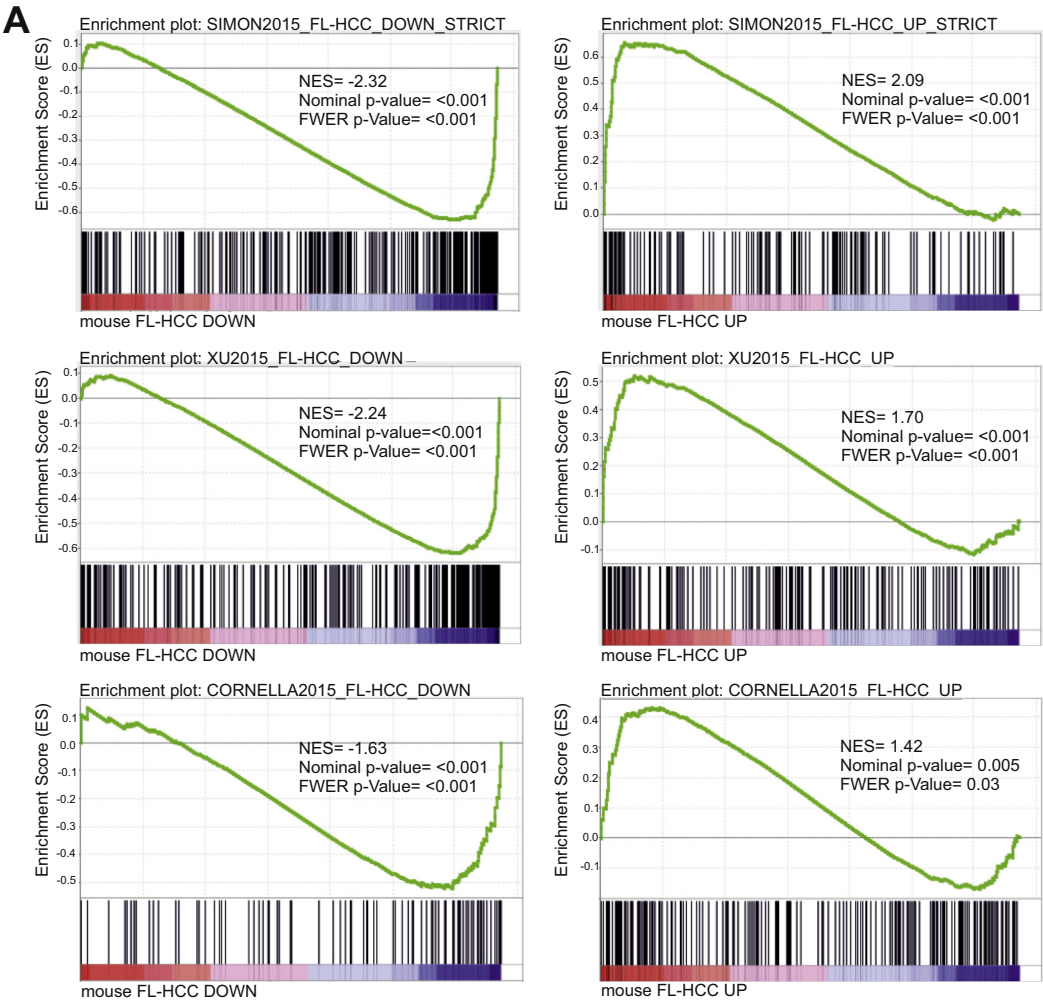 A
Enrichment plot: SIMON2015_FL-HCC_DOWN_STRICT
Enrichment Score (ES)
0.1
0.0
-0.1
-0.2
-0.3
-0.4
-0.5
-0.6
NES= -2.32
Nominal p-value= <0.001
FWER p-Value= <0.001
mouse FL-HCC DOWN
Enrichment plot: SIMON2015_FL-HCC_UP_STRICT
Enrichment Score (ES)
0.6
0.5
0.4
0.3
0.2
0.1
0.0
NES= 2.09
Nominal p-value= <0.001
FWER p-Value= <0.001
mouse FL-HCC UP
Enrichment plot: XU2015_FL-HCC_DOWN
Enrichment Score (ES)
0.1
0.0
-0.1
-0.2
-0.3
-0.4
-0.5
-0.6
NES= -2.24
Nominal p-value=<0.001
FWER p-Value= <0.001
mouse FL-HCC DOWN
Enrichment plot: XU2015_FL-HCC_UP
Enrichment Score (ES)
0.5
0.4
0.3
0.2
0.1
0.0
-0.1
NES= 1.70
Nominal p-value= <0.001
FWER p-Value= <0.001
mouse FL-HCC UP
Enrichment plot: CORNELLA2015_FL-HCC_DOWN
Enrichment Score (ES)
0.1
0.0
-0.1
-0.2
-0.3
-0.4
-0.5
NES= -1.63
Nominal p-value= <0.001
FWER p-Value= <0.001
mouse FL-HCC DOWN
Enrichment plot: CORNELLA2015_FL-HCC_UP
Enrichment Score (ES)
0.4
0.3
0.2
0.1
0.0
-0.1
NES= 1.42
Nominal p-value= 0.005
FWER p-Value= 0.03
mouse FL-HCC UP